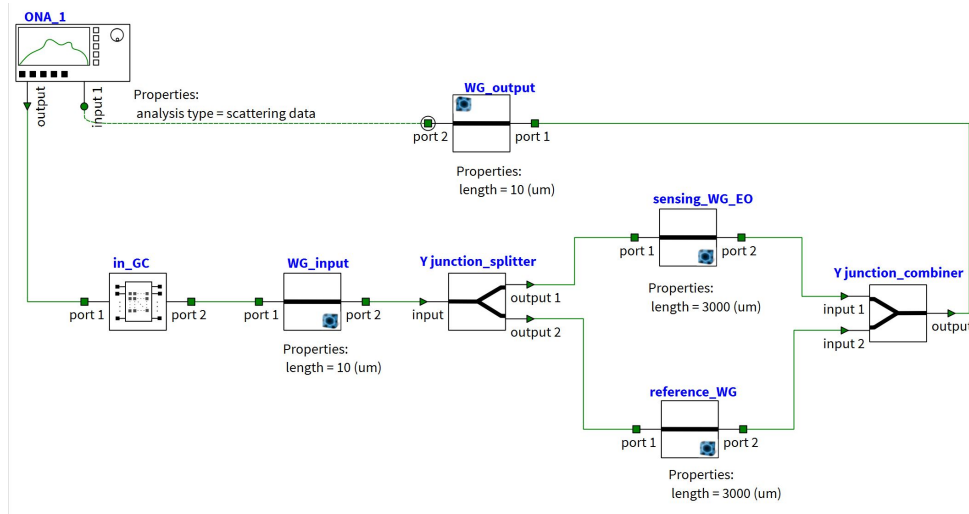 ONA_1
output
input 1
Properties:
analysis type = scattering data
WG_output
port 2
port 1
Properties:
length = 10 (um)
sensing_WG_EO
port 1
port 2
Properties:
length = 3000 (um)
in_GC
port 1
port 2
WG_input
port 1
port 2
Properties:
length = 10 (um)
Y junction_splitter
input
output 1
output 2
Y junction_combiner
input 1
input 2
output
reference_WG
port 1
port 2
Properties:
length = 3000 (um)